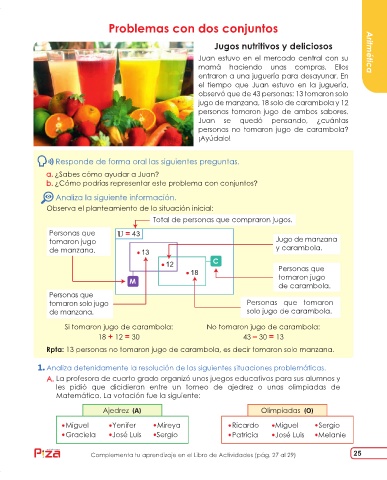 Problemas con dos conjuntos
Aritmética
Jugos nutritivos y deliciosos
Juan estuvo en el mercado central con su
mamá haciendo unas compras. Ellos
entraron a una juguería para desayunar. En
el tiempo que Juan estuvo en la juguería,
observó que de 43 personas: 13 tomaron solo
jugo de manzana, 18 solo de carambola y 12
personas tomaron jugo de ambos sabores.
Juan se quedó pensando, ¿cuántas
personas no tomaron jugo de carambola?
¡Ayúdalo!
Responde de forma oral las siguientes preguntas.
a. ¿Sabes cómo ayudar a Juan?
b. ¿Cómo podrías representar este problema con conjuntos?
Analiza la siguiente información.
Observa el planteamiento de la situación inicial:
Total de personas que compraron jugos.
Personas que
tomaron jugo
de manzana.
U = 43
Jugo de manzana
y carambola.
• 13
• 12
• 18
C
M
Personas que
tomaron jugo
de carambola.
Personas que
tomaron solo jugo
de manzana.
Personas que tomaron
solo jugo de carambola.
Si tomaron jugo de carambola:
18 + 12 = 30
No tomaron jugo de carambola:
43 – 30 = 13
Rpta: 13 personas no tomaron jugo de carambola, es decir tomaron solo manzana.
1. Analiza detenidamente la resolución de las siguientes situaciones problemáticas.
A. La profesora de cuarto grado organizó unos juegos educativos para sus alumnos y
les pidió que decidieran entre un torneo de ajedrez o unas olimpiadas de
Matemática. La votación fue la siguiente:
Ajedrez (A)
Olimpiadas (O)
•Miguel •Yenifer •Mireya
•Graciela •José Luis •Sergio
•Ricardo •Miguel •Sergio
•Patricia •José Luis •Melanie
Pizza
Complementa tu aprendizaje en el Libro de Actividades (pág. 27 al 29)
25